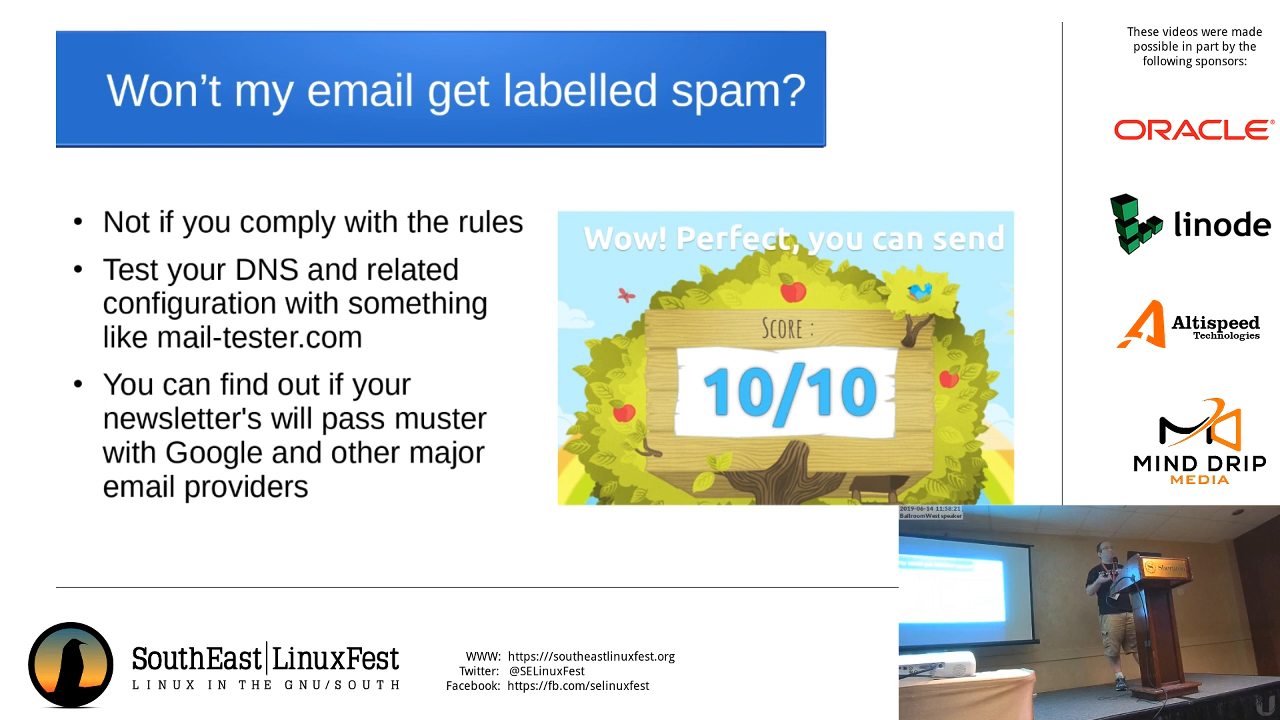 Won't my email get labelled spam?
• Not if you comply with the rules
• Test your DNS and related
configuration with something
like mail-tester.com
• You can find out if your
newsletter's will pass muster
with Google and other major
email providers
Wow! Perfect, you can send
SCORE :
10/10
These videos were made
possible in part by the
following sponsors:
ORACLE®
linode
Altispeed
Technologies
MIND DRIP
MEDIA
2019-06-14 11:56:21
Ballroom West speaker
Sheraton
SouthEast LinuxFest
LINUX IN THE GNU/SOUTH
WWW: https://southeastlinuxfest.org
Twitter: @SELinuxFest
Facebook: https://fb.com/selinuxfest